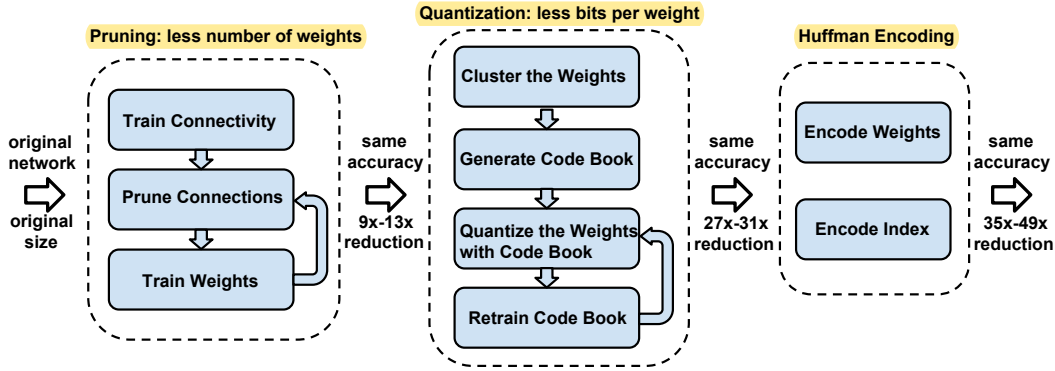 original
network
original
size
Pruning: less number of weights
Train Connectivity
Prune Connections
Train Weights
same
accuracy
9x-13x
reduction
Quantization: less bits per weight
Cluster the Weights
Generate Code Book
Quantize the Weights
with Code Book
Retrain Code Book
same
accuracy
27x-31x
reduction
Huffman Encoding
Encode Weights
Encode Index
same
accuracy
35x-49x
reduction